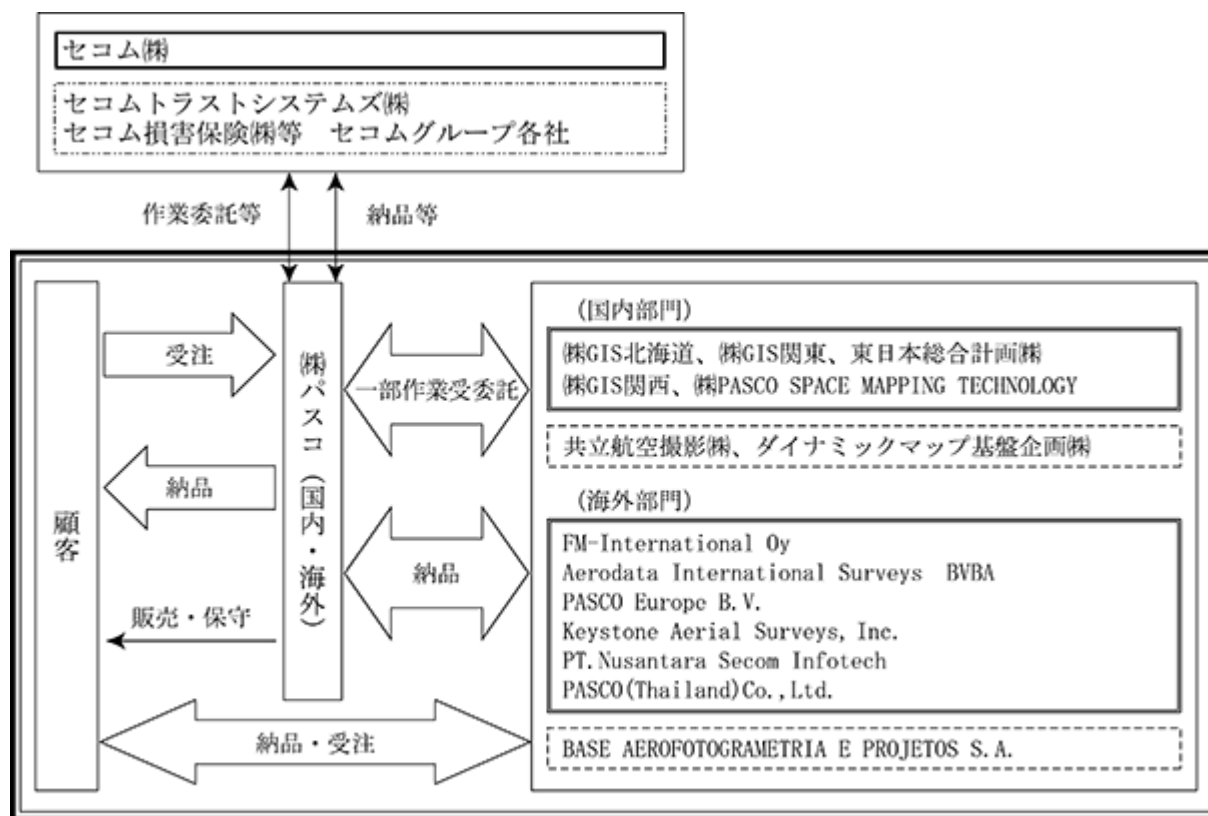 セコム㈱
セコムトラストシステムズ㈱
セコム損害保険㈱等　セコムグループ各社
作業委託等
納品等
顧客
受注
納品
販売・保守
納品・受注
㈱パスコ（国内・海外）
一部作業受委託
納品
(国内部門)
㈱GIS北海道、㈱GIS関東、東日本総合計画㈱
㈱GIS関西、㈱PASCO SPACE MAPPING TECHNOLOGY
共立航空撮影㈱、ダイナミックマップ基盤企画㈱
(海外部門)
FM-International Oy
Aerodata International Surveys　BVBA
PASCO Europe B.V.
Keystone Aerial Surveys, Inc.
PT.Nusantara Secom Infotech
PASCO(Thailand)Co.,Ltd.
BASE AEROFOTOGRAMETRIA E PROJETOS S.A.